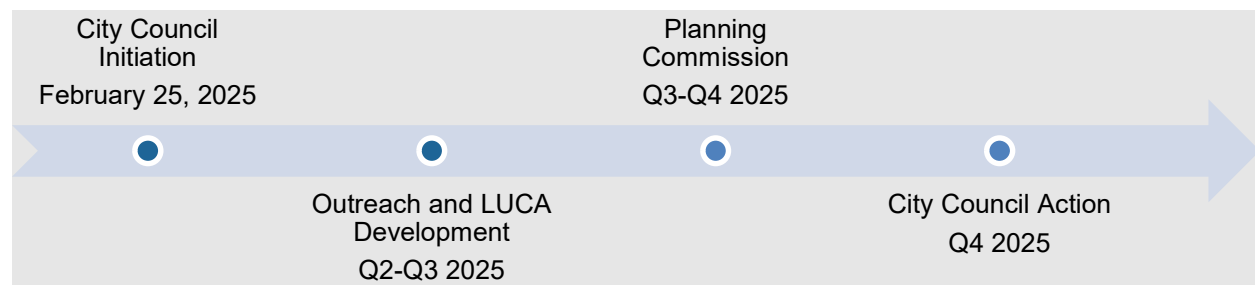 City Council
Initiation
February 25, 2025
Outreach and LUCA
Development
Q2-Q3 2025
Planning
Commission
Q3-Q4 2025
City Council Action
Q4 2025